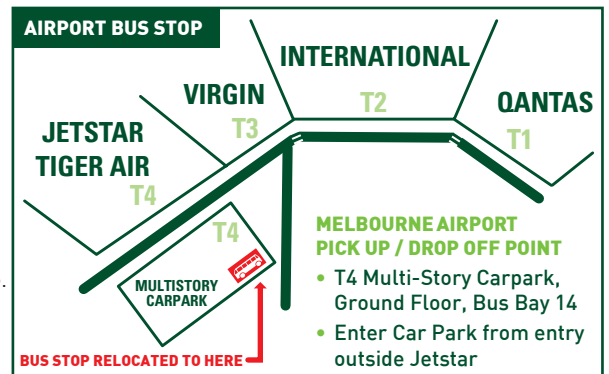 AIRPORT BUS STOP
INTERNATIONAL
T2
VIRGIN
T3
QANTAS
T1
JETSTAR
TIGER AIR
T4
T4
MULTISTORY
CARPARK
BUS STOP RELOCATED TO HERE
MELBOURNE AIRPORT
PICK UP / DROP OFF POINT
• T4 Multi-Story Carpark,
Ground Floor, Bus Bay 14
• Enter Car Park from entry
outside Jetstar